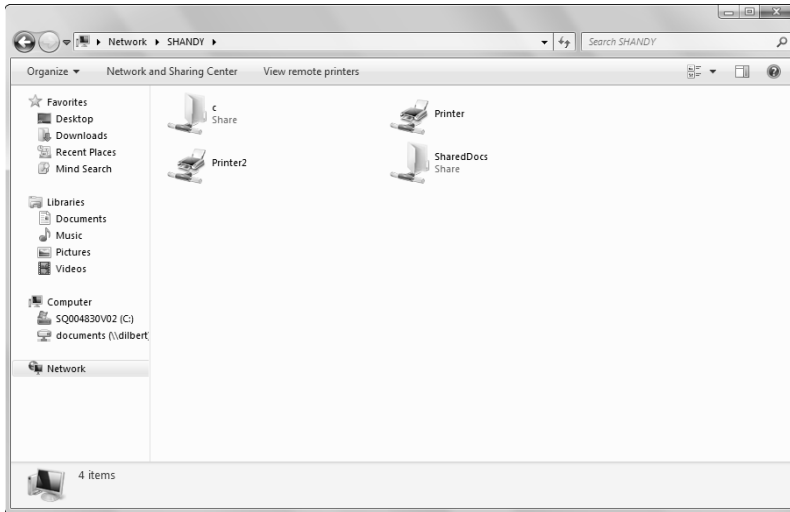 Network SHANDY
Search SHANDY
Organize Network and Sharing Center View remote printers
Favorites
Desktop
Downloads
Recent Places
Mind Search
Libraries
Documents
Music
Pictures
Videos
Computer
SQ004830V02 (C:)
documents (\\dilbert
Network
c
Share
Printer
Printer2
SharedDocs
Share
4 items